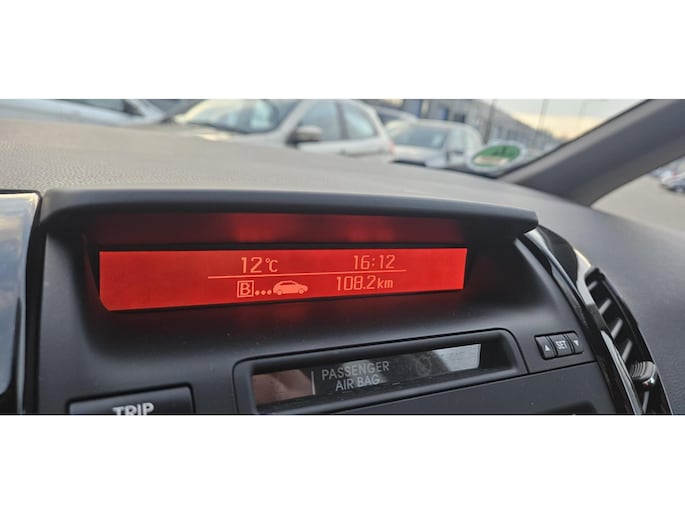 12°C 16:12
B 108.2km
▲ SET ▼
PASSENGER
AIR BAG
TRIP